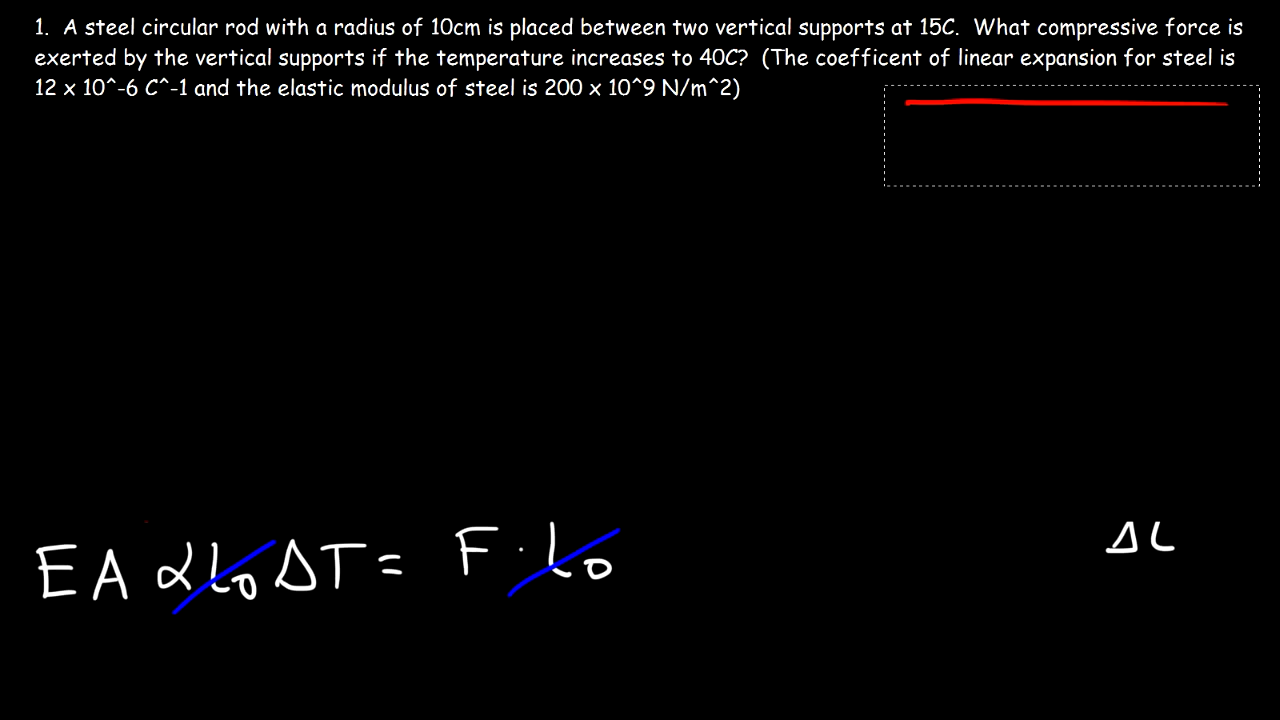 1. A steel circular rod with a radius of 10cm is placed between two vertical supports at 15C. What compressive force is
exerted by the vertical supports if the temperature increases to 40C? (The coefficent of linear expansion for steel is
12 x 10^-6 C^-1 and the elastic modulus of steel is 200 x 10^9 N/m^2)
EA αL₀ΔT = F · L₀
ΔL